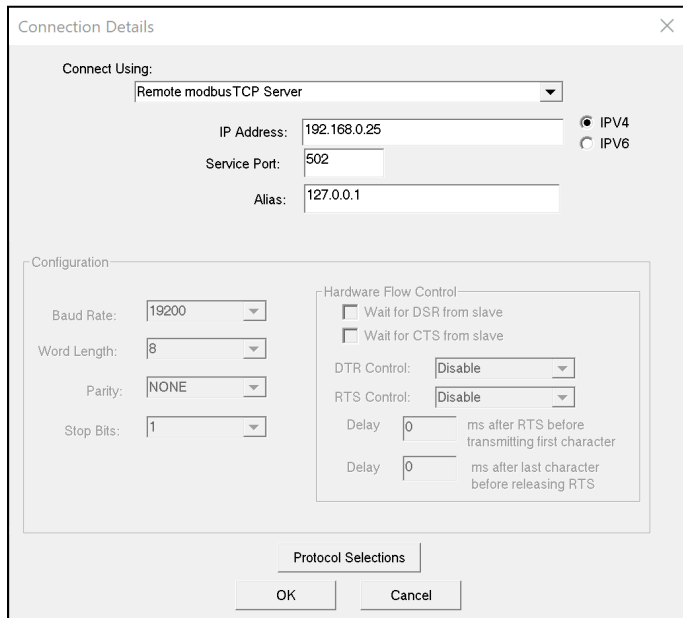 Connection Details
Connect Using:
Remote modbusTCP Server
IP Address: 192.168.0.25
IPV4
IPV6
Service Port: 502
Alias: 127.0.0.1
Configuration
Baud Rate: 19200
Word Length: 8
Parity: NONE
Stop Bits: 1
Hardware Flow Control
Wait for DSR from slave
Wait for CTS from slave
DTR Control: Disable
RTS Control: Disable
Delay 0 ms after RTS before
transmitting first character
Delay 0 ms after last character
before releasing RTS
Protocol Selections
OK Cancel